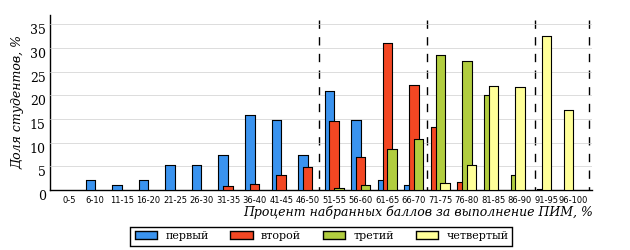 Доля студентов, %
35
30
25
20
15
10
5
0
0-5 6-10 11-15 16-20 21-25 26-30 31-35 36-40 41-45 46-50 51-55 56-60 61-65 66-70 71-75 76-80 81-85 86-90 91-95 96-100
Процент набранных баллов за выполнение ПИМ, %
первый второй третий четвертый